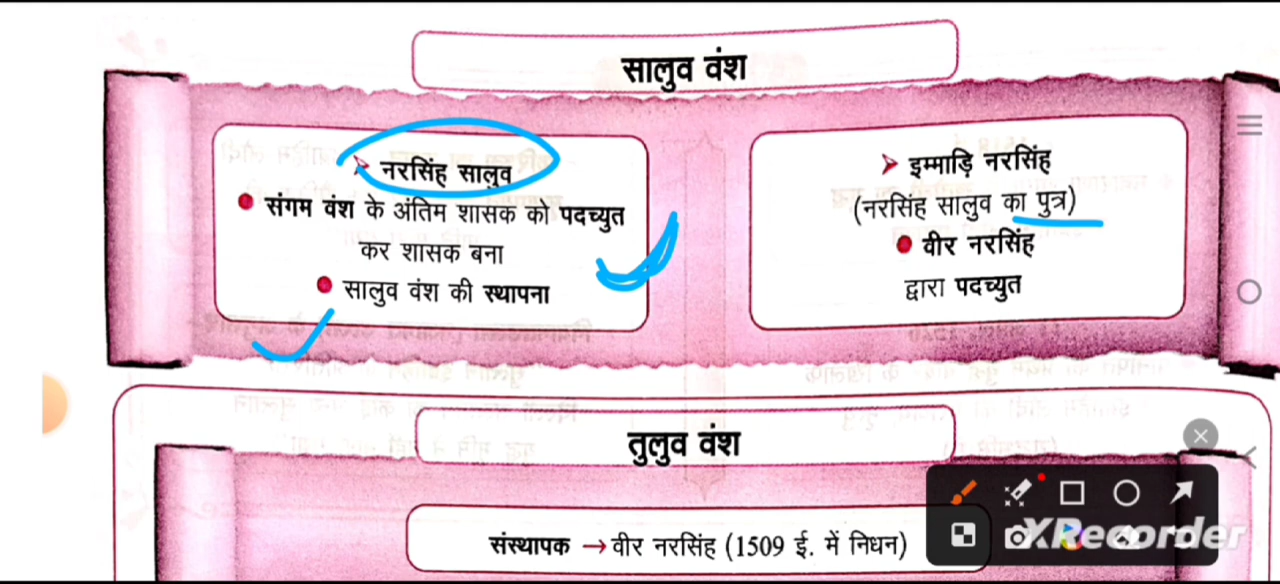 सालुव वंश
➤ नरसिंह सालुव
● संगम वंश के अंतिम शासक को पदच्युत
कर शासक बना
● सालुव वंश की स्थापना
➤ इम्माड़ि नरसिंह
(नरसिंह सालुव का पुत्र)
● वीर नरसिंह
द्वारा पदच्युत
तुलुव वंश
संस्थापक → वीर नरसिंह (1509 ई. में निधन)
XRecorder